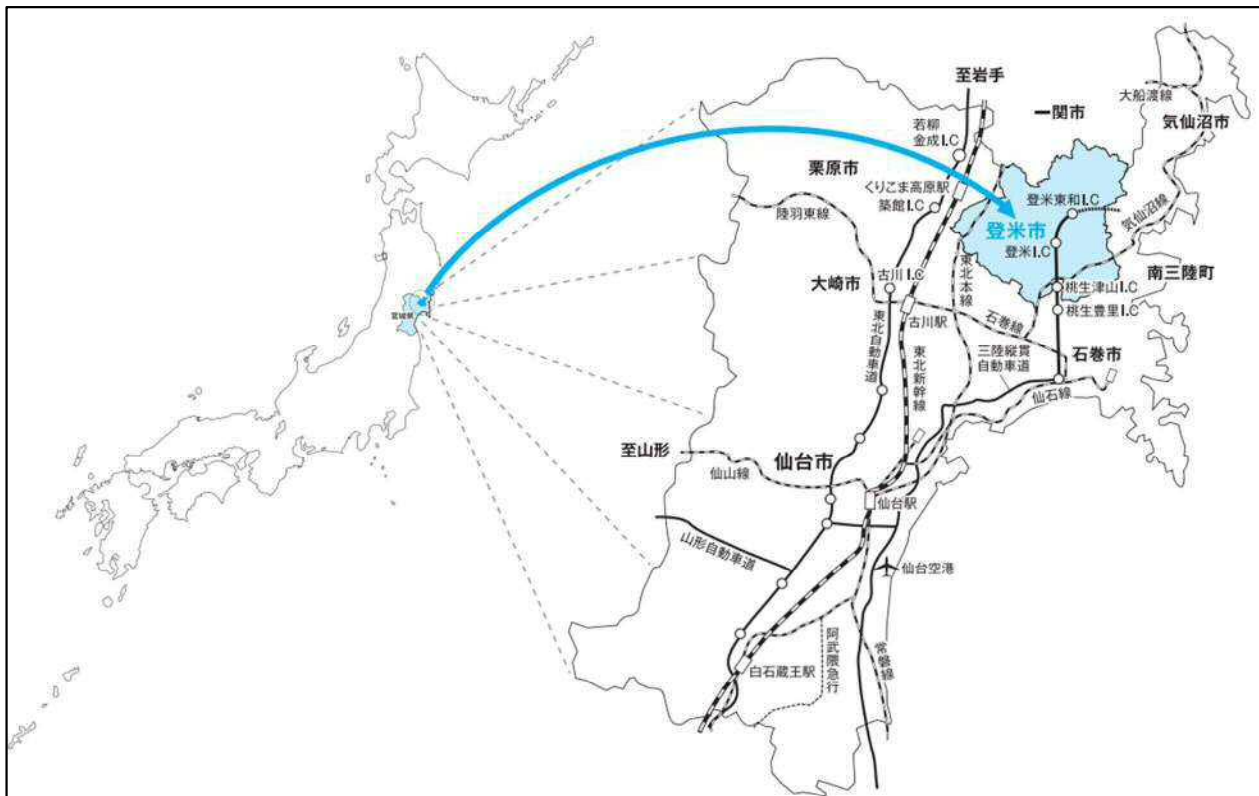 至岩手
大船渡線
一関市
気仙沼市
若柳
金成I.C
栗原市
くりこま高原駅
築館I.C
陸羽東線
登米東和I.C
登米市
登米I.C
気仙沼線
東北本線
南三陸町
大崎市
古川I.C
桃生津山I.C
桃生豊里I.C
宮城県
古川駅
石巻線
東北自動車道
東北新幹線
三陸縦貫
自動車道
石巻市
仙石線
至山形
仙台市
仙山線
仙台駅
山形自動車道
仙台空港
阿武隈急行
常磐線
白石蔵王駅